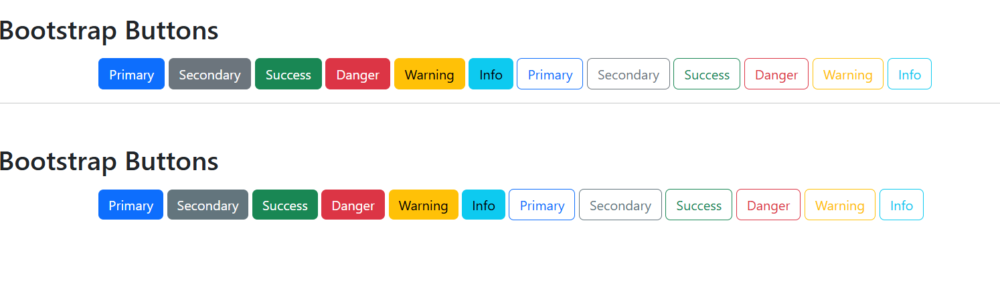 Bootstrap Buttons
Primary Secondary Success Danger Warning Info Primary Secondary Success Danger Warning Info
Bootstrap Buttons
Primary Secondary Success Danger Warning Info Primary Secondary Success Danger Warning Info